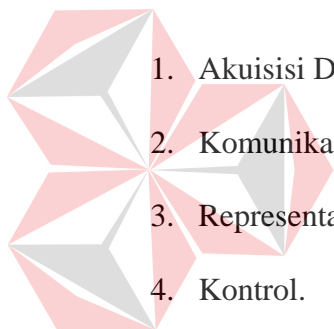 1. Akuisisi D
2. Komunika
3. Representa
4. Kontrol.